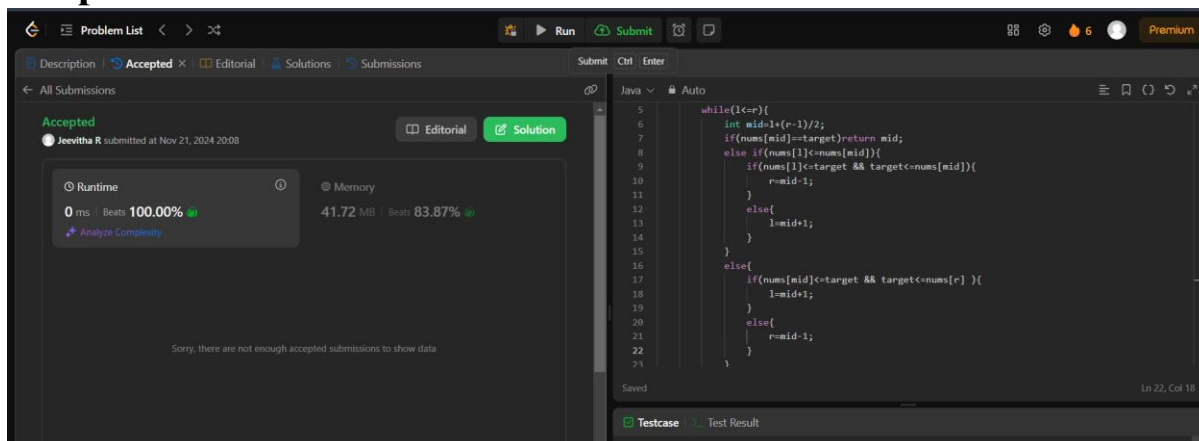 Problem List
Run
Submit
6
Premium
Description
Accepted
Editorial
Solutions
Submissions
Submit Ctrl Enter
All Submissions
Java
Auto
Accepted
Jeevitha R submitted at Nov 21, 2024 20:08
Editorial
Solution
Runtime
0 ms Beats 100.00%
Analyze Complexity
Memory
41.72 MB Beats 83.87%
Sorry, there are not enough accepted submissions to show data
5 while(l<=r){
6 int mid=l+(r-l)/2;
7 if(nums[mid]==target)return mid;
8 else if(nums[l]<=nums[mid]){
9 if(nums[l]<=target && target<=nums[mid]){
10 r=mid-1;
11 }
12 else{
13 l=mid+1;
14 }
15 }
16 else{
17 if(nums[mid]<=target && target<=nums[r] ){
18 l=mid+1;
19 }
20 else{
21 r=mid-1;
22 }
23 }
Saved
Ln 22, Col 18
Testcase
Test Result